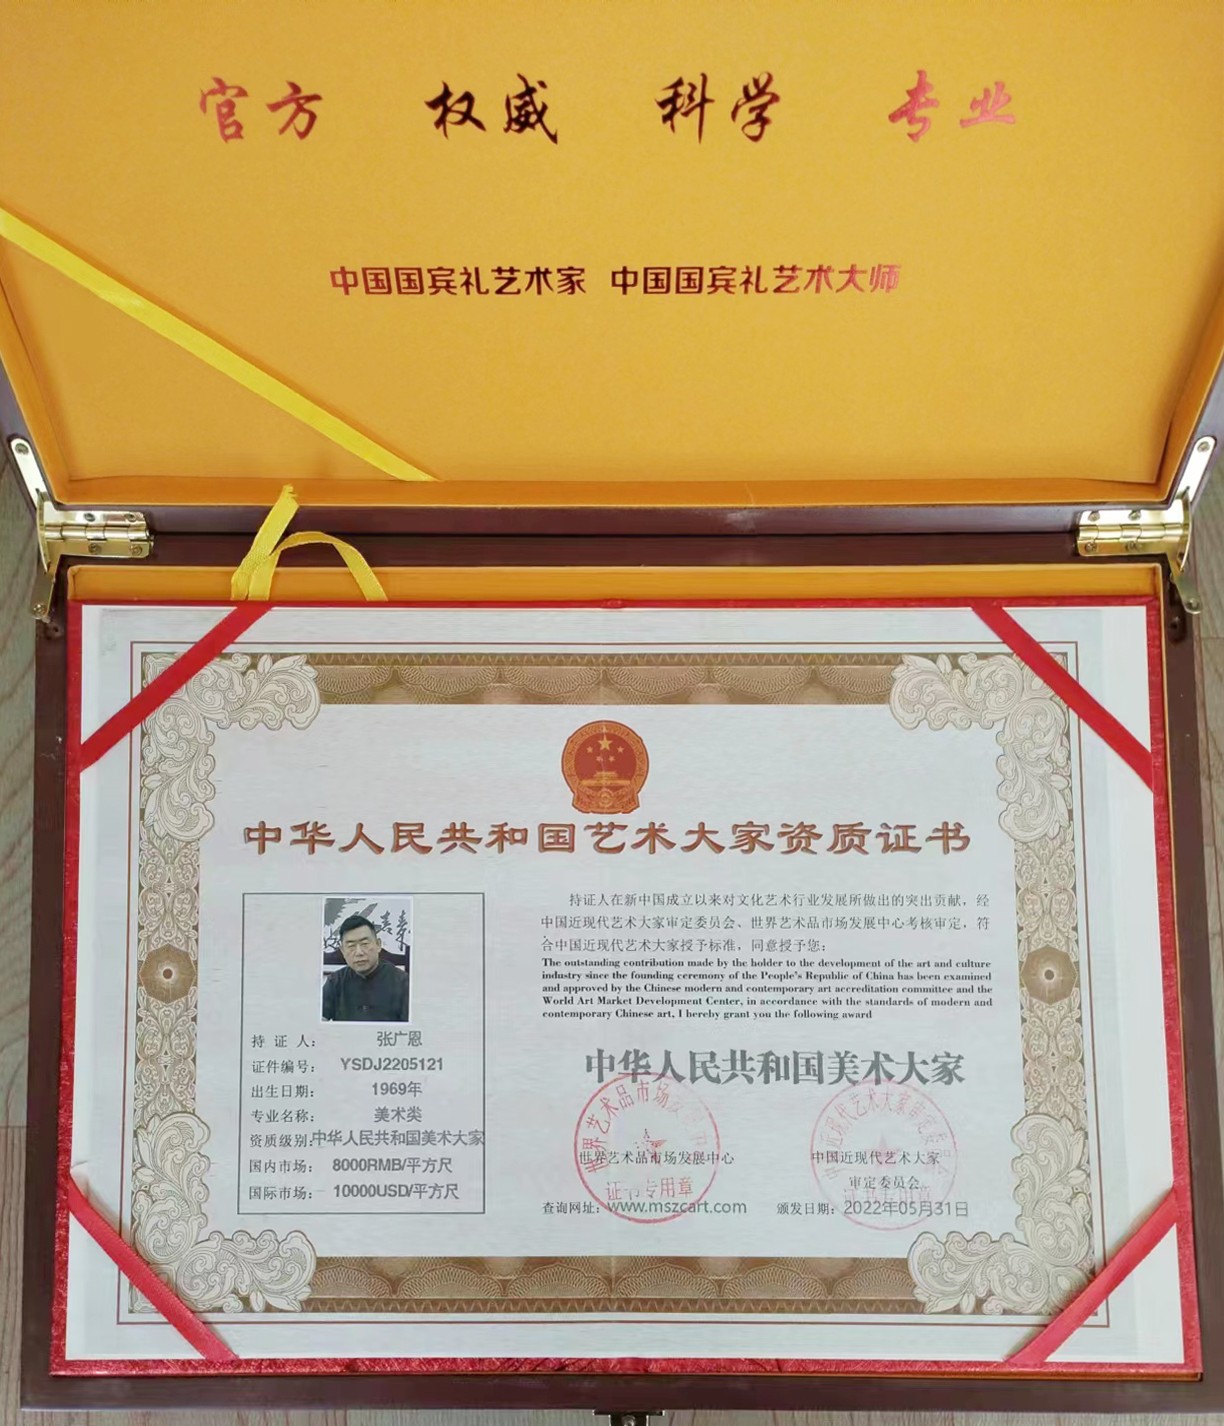 官方 权威 科学 专业
中国国宾礼艺术家 中国国宾礼艺术大师
中华人民共和国艺术大家资质证书
持证人：张广恩
证件编号：YSDJ2205121
出生日期：1969年
专业名称：美术类
资质级别：中华人民共和国美术大家
国内市场：8000RMB/平方尺
国际市场：10000USD/平方尺
持证人在新中国成立以来对文化艺术行业发展所做出的突出贡献，经
中国近现代艺术大家审定委员会、世界艺术品市场发展中心考核审定，符
合中国近现代艺术大家授予标准，同意授予您：
The outstanding contribution made by the holder to the development of the art and culture
industry since the founding ceremony of the People's Republic of China has been examined
and approved by the Chinese modern and contemporary art accreditation committee and the
World Art Market Development Center, in accordance with the standards of modern and
contemporary Chinese art, I hereby grant you the following award
中华人民共和国美术大家
世界艺术品市场
证书专用章
世界艺术品市场发展中心
中国近现代艺术大家
审定委员会
查询网址：www.mszcart.com 颁发日期：2022年05月31日